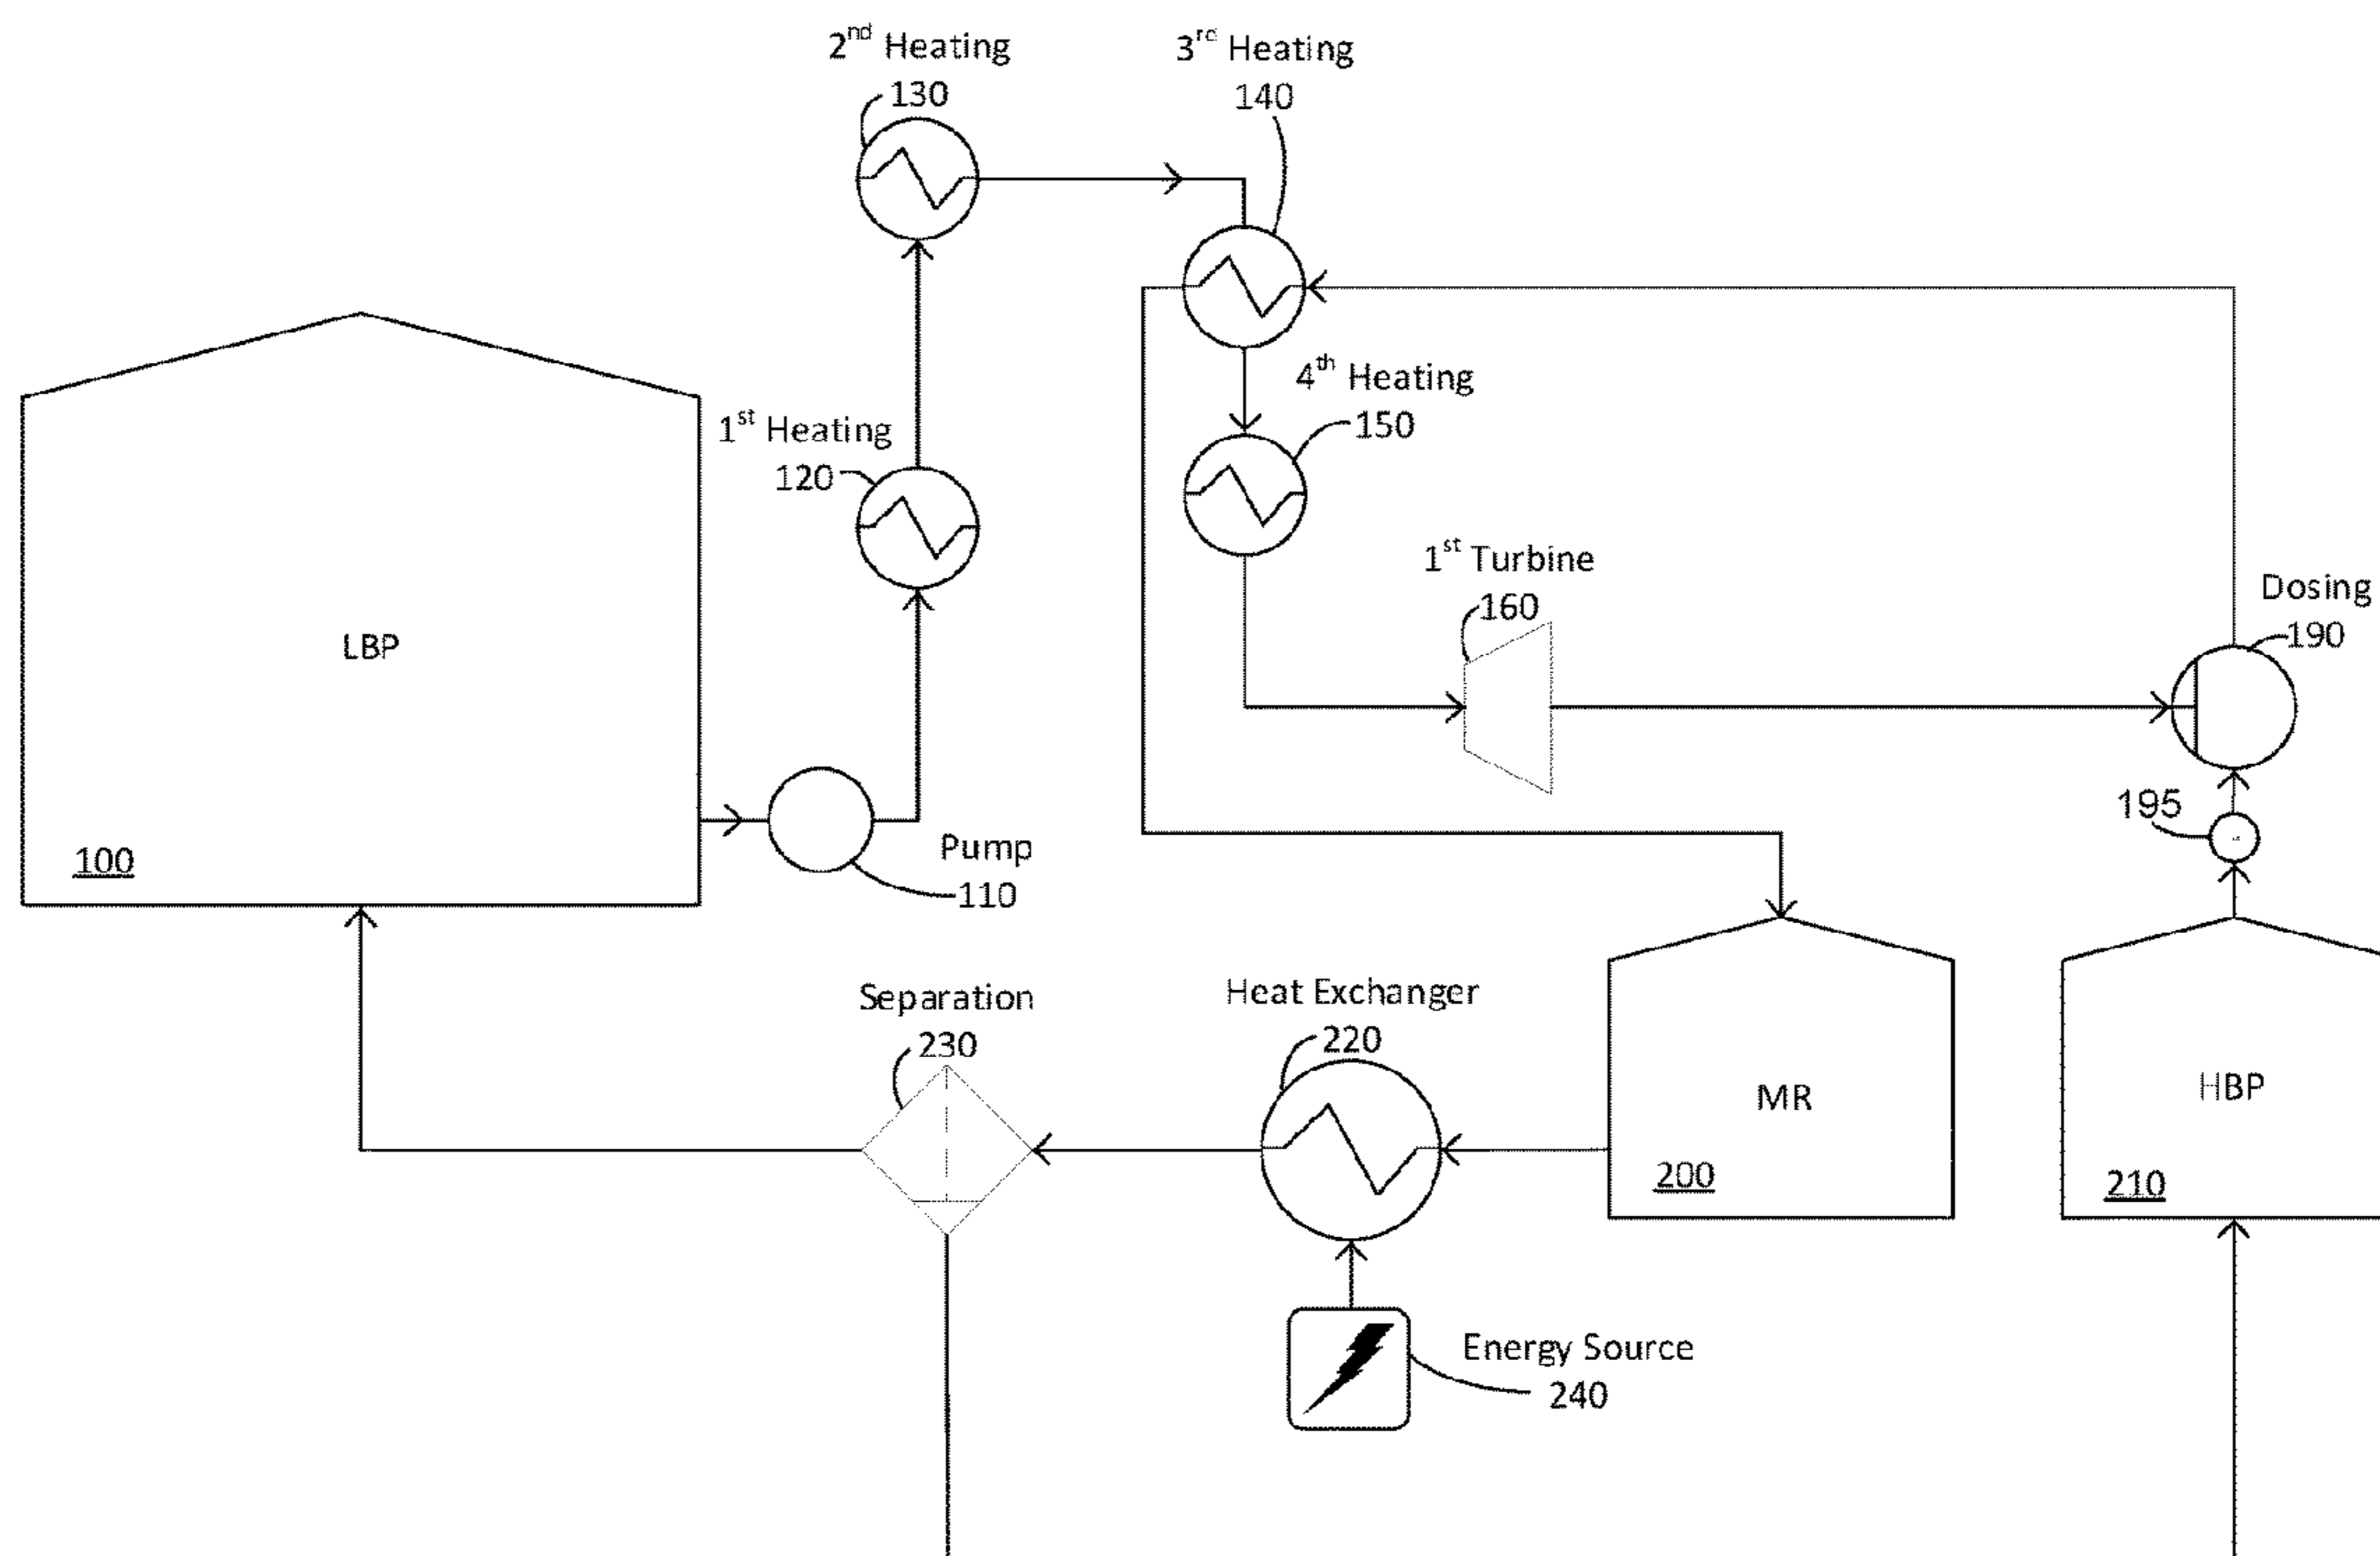 2nd Heating
130
3rd Heating
140
4th Heating
150
1st Heating
120
1st Turbine
160
Dosing
190
LBP
100
Pump
110
195
Separation
230
Heat Exchanger
220
MR
200
HBP
210
Energy Source
240